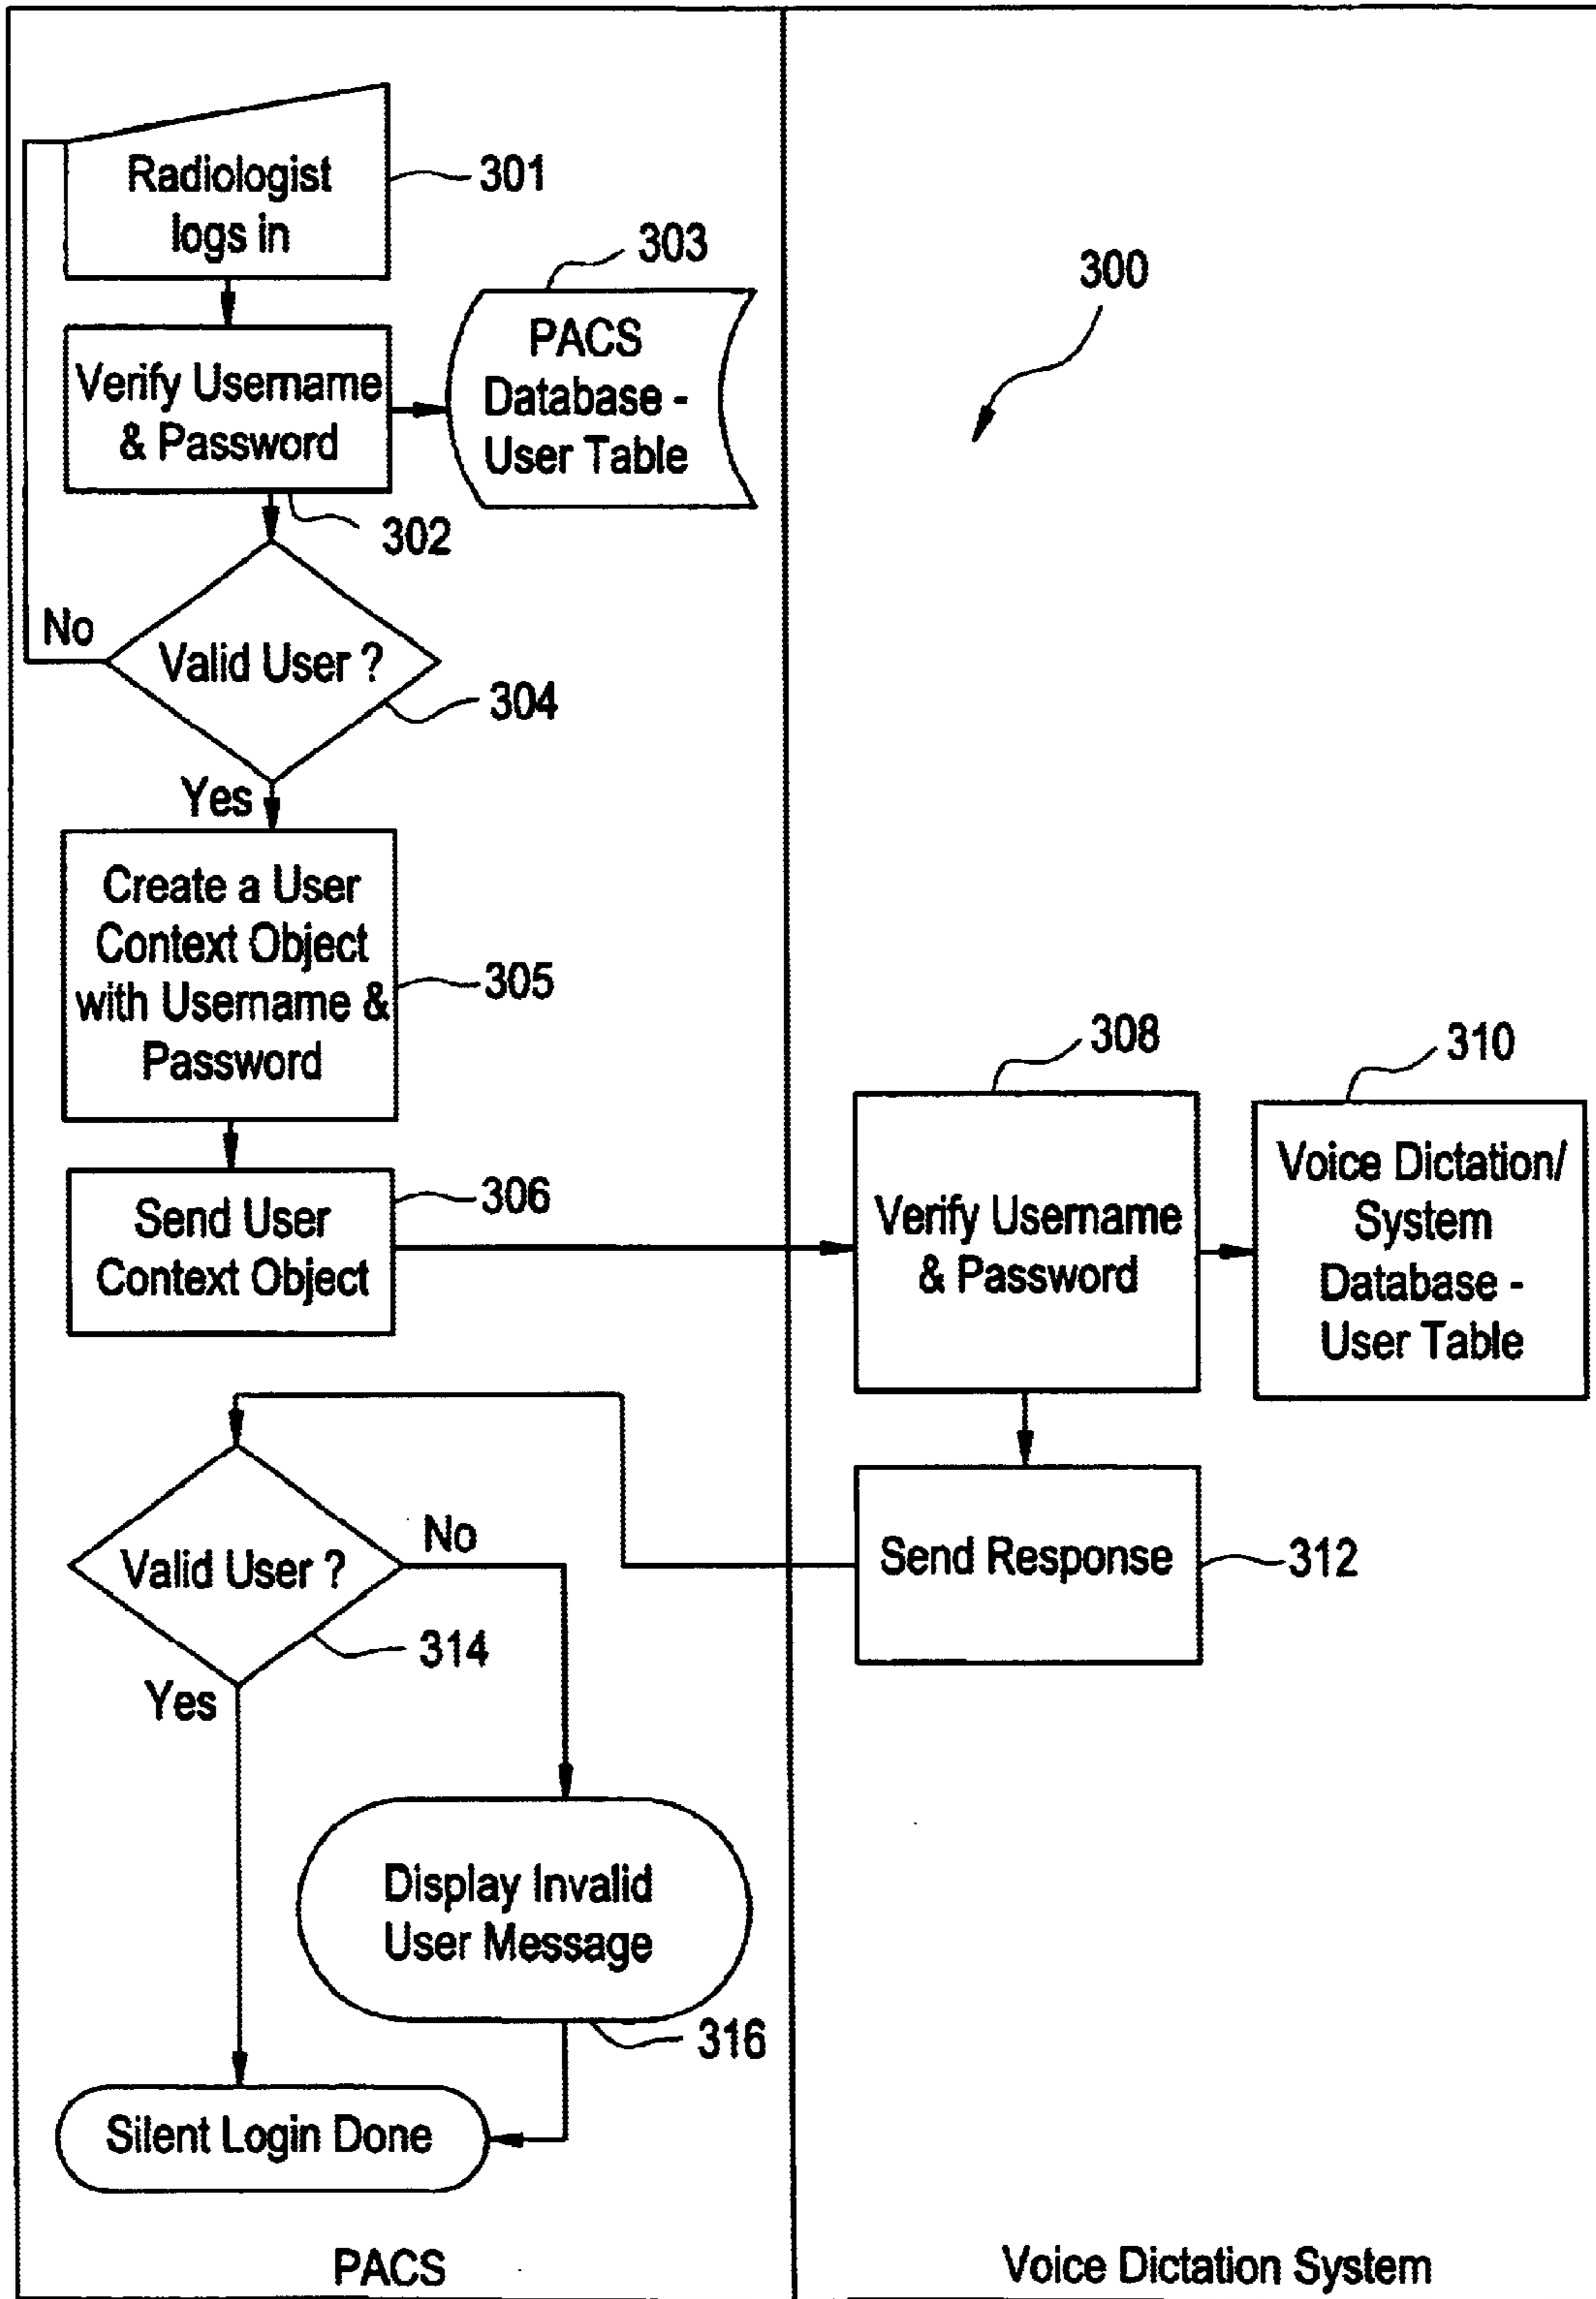 Radiologist
logs in
301
303
300
Verify Username
& Password
PACS
Database -
User Table
302
No
Valid User ?
304
Yes
Create a User
Context Object
with Username &
Password
305
Send User
Context Object
306
308
310
Verify Username
& Password
Voice Dictation/
System
Database -
User Table
Valid User ?
No
314
Yes
Send Response
312
Display Invalid
User Message
316
Silent Login Done
PACS
Voice Dictation System